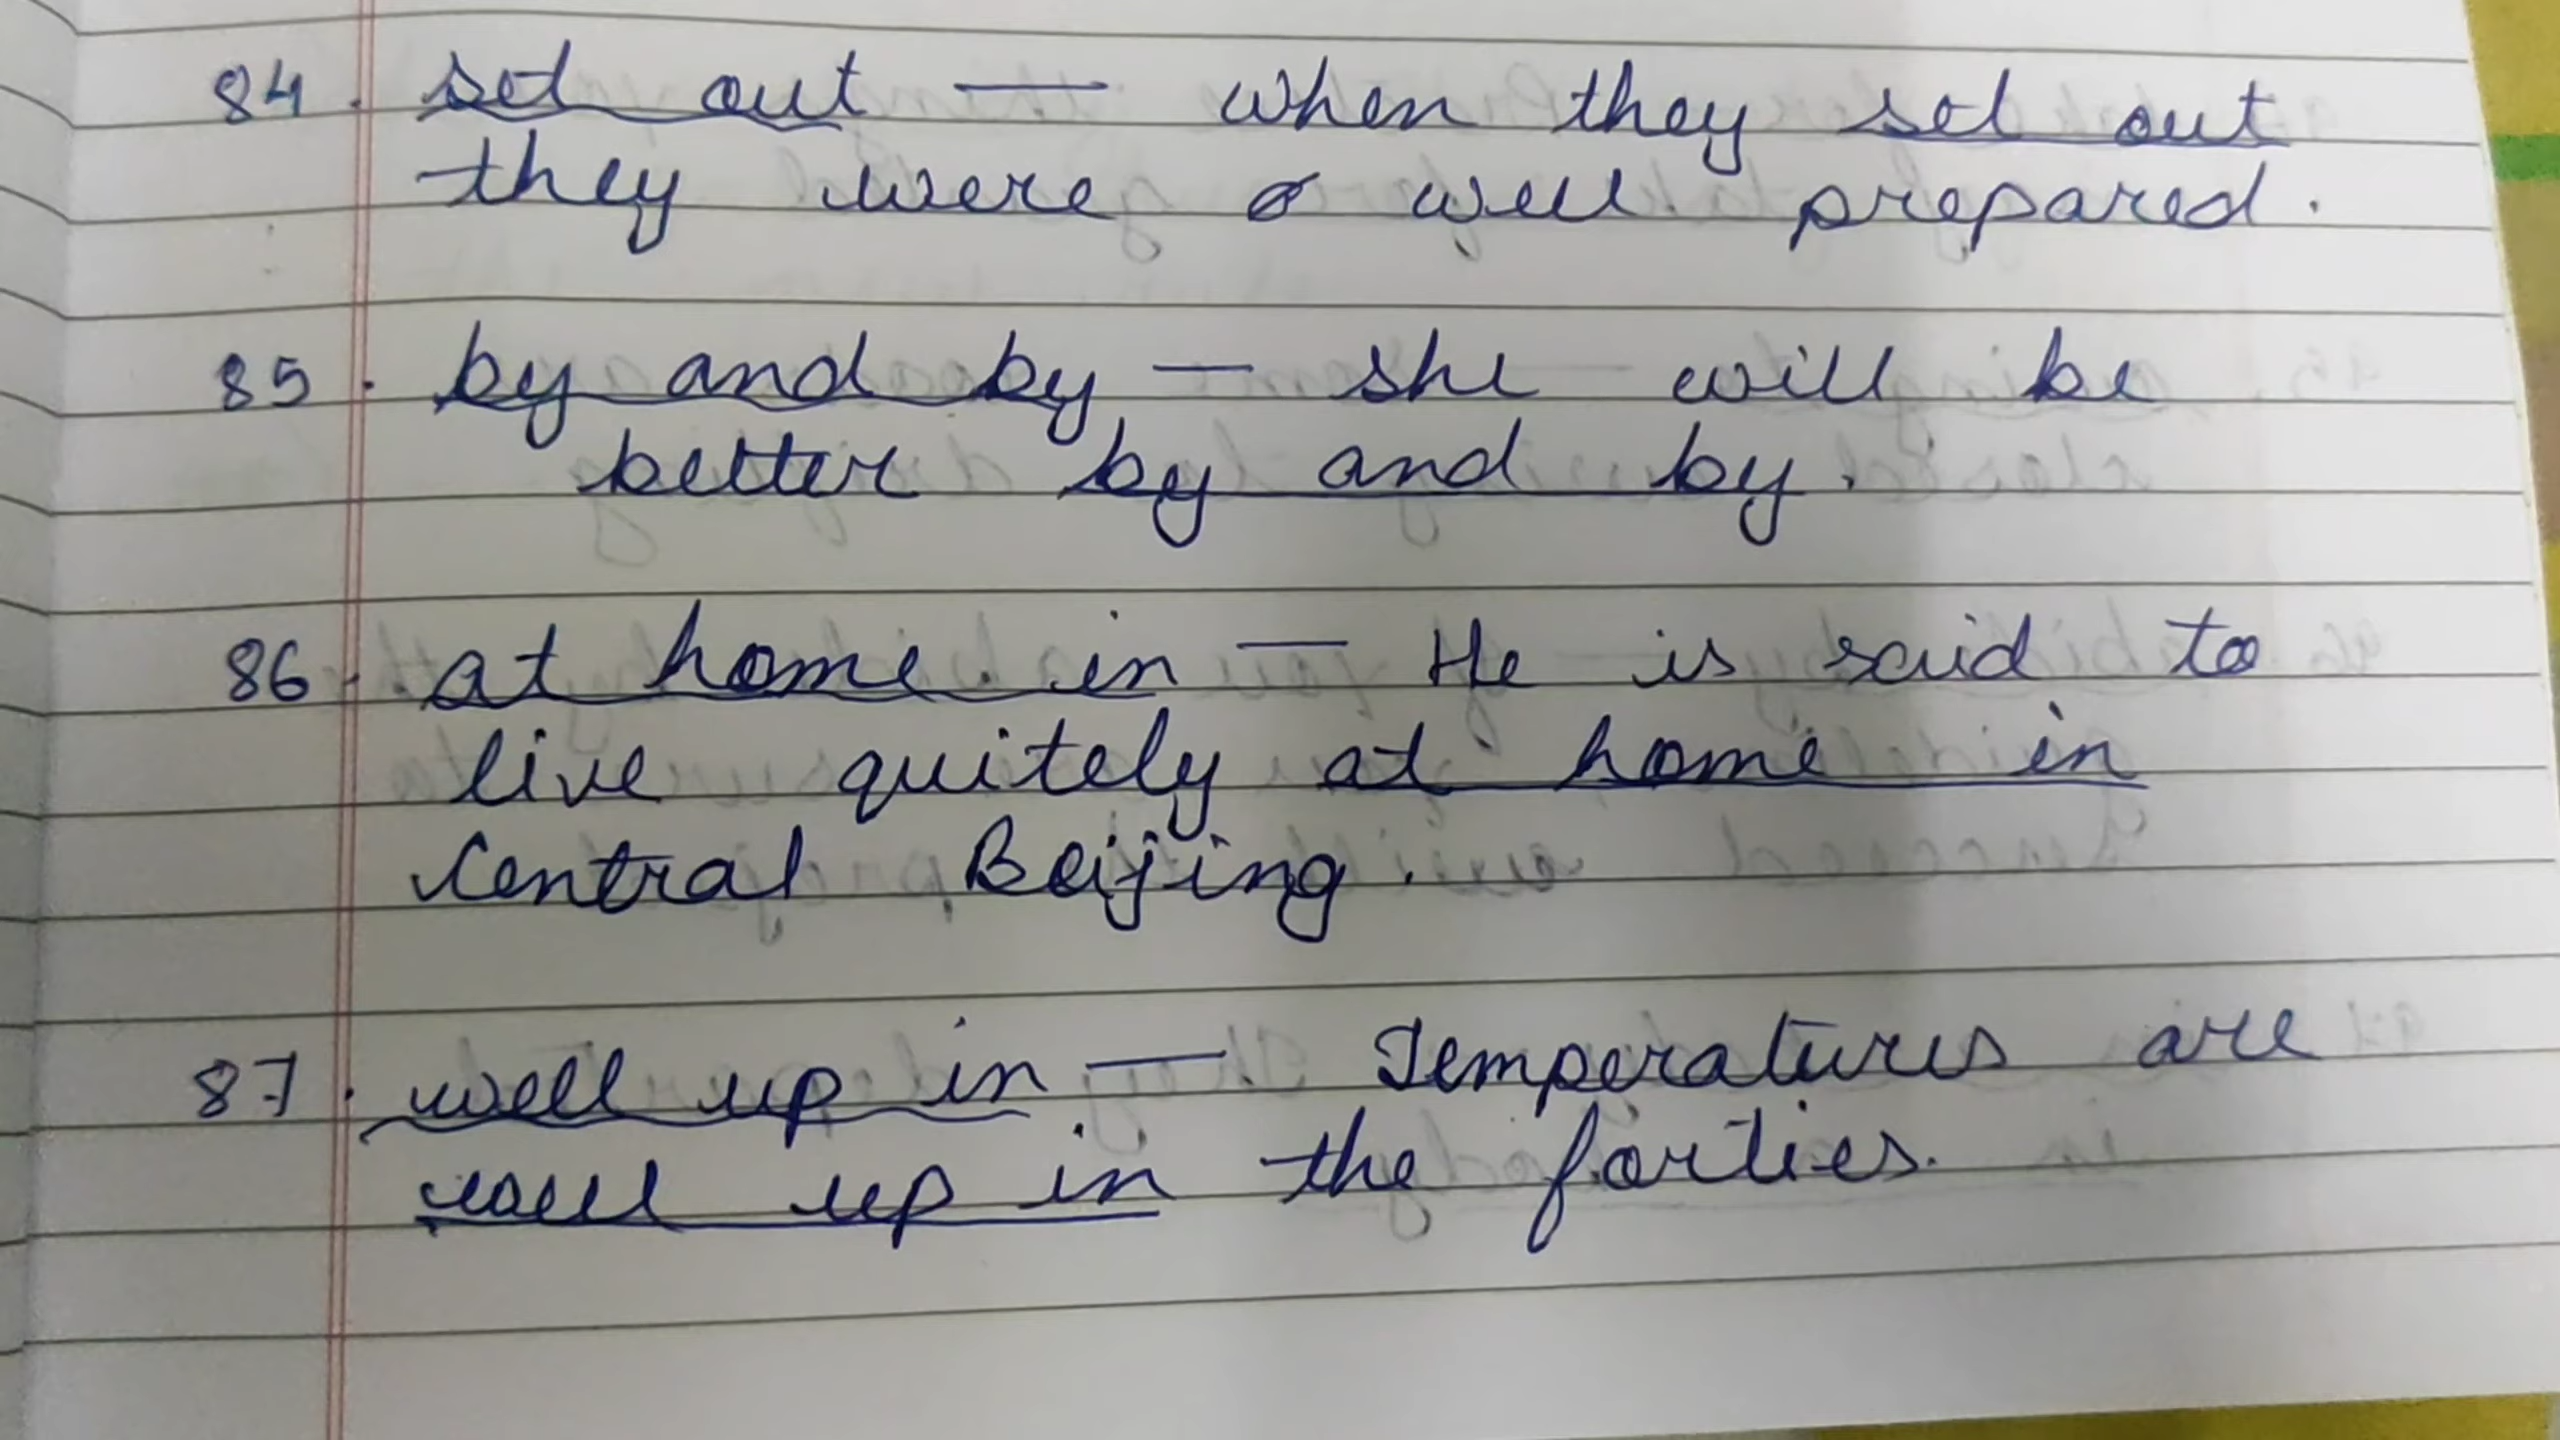 84. set out — when they set out
they were well prepared.
85. by and by — she will be
better by and by.
86. at home in — He is said to
live quitely at home in
Central Beijing.
87. well up in — Temperatures are
well up in the forties.